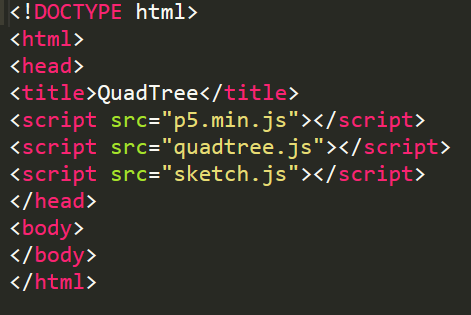 <!DOCTYPE html>
<html>
<head>
<title>QuadTree</title>
<script src="p5.min.js"></script>
<script src="quadtree.js"></script>
<script src="sketch.js"></script>
</head>
<body>
</body>
</html>